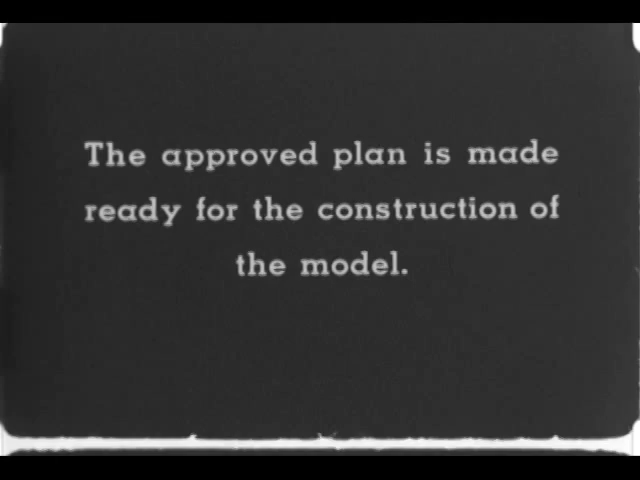 The approved plan is made
ready for the construction of
the model.